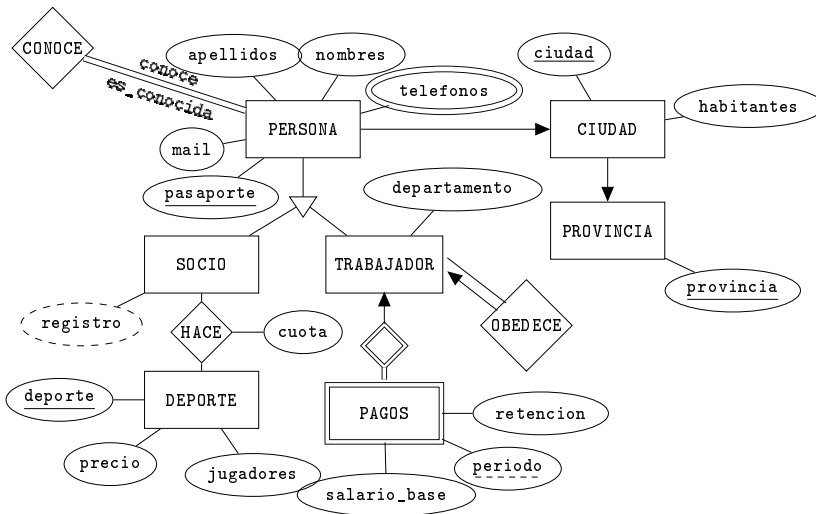 CONOCE
apellidos
nombres
ciudad
conoce
es_conocida
telefonos
habitantes
PERSONA
CIUDAD
mail
pasaporte
departamento
PROVINCIA
SOCIO
TRABAJADOR
provincia
registro
HACE
cuota
OBEDECE
deporte
DEPORTE
PAGOS
retencion
precio
jugadores
periodo
salario_base